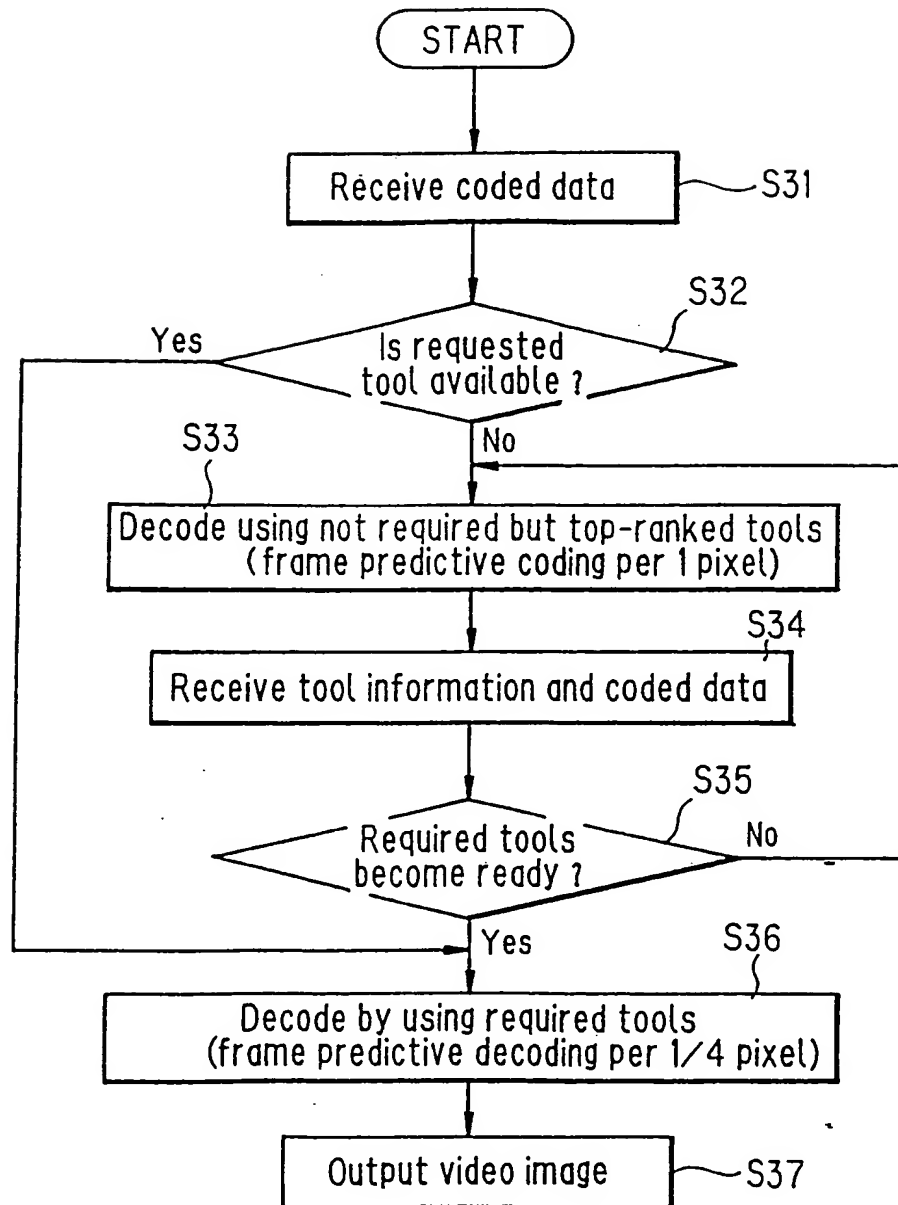 START
Receive coded data
S31
S32
Yes
Is requested
tool available ?
S33
No
Decode using not required but top-ranked tools
(frame predictive coding per 1 pixel)
S34
Receive tool information and coded data
S35
Required tools
become ready ?
No
Yes
S36
Decode by using required tools
(frame predictive decoding per 1/4 pixel)
Output video image
S37